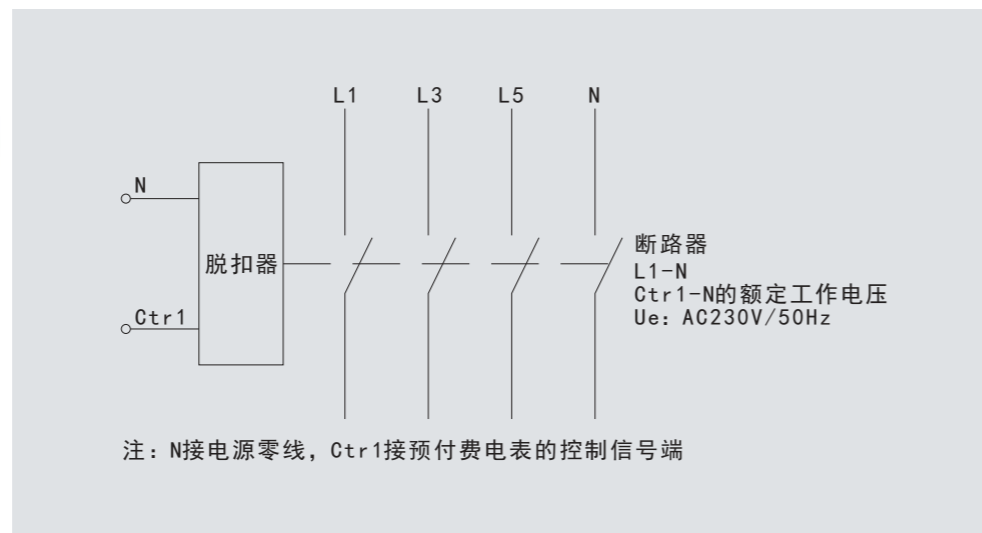 L1 L3 L5 N
N
脱扣器
Ctr1
断路器
L1-N
Ctr1-N的额定工作电压
Ue: AC230V/50Hz
注: N接电源零线, Ctr1接预付费电表的控制信号端